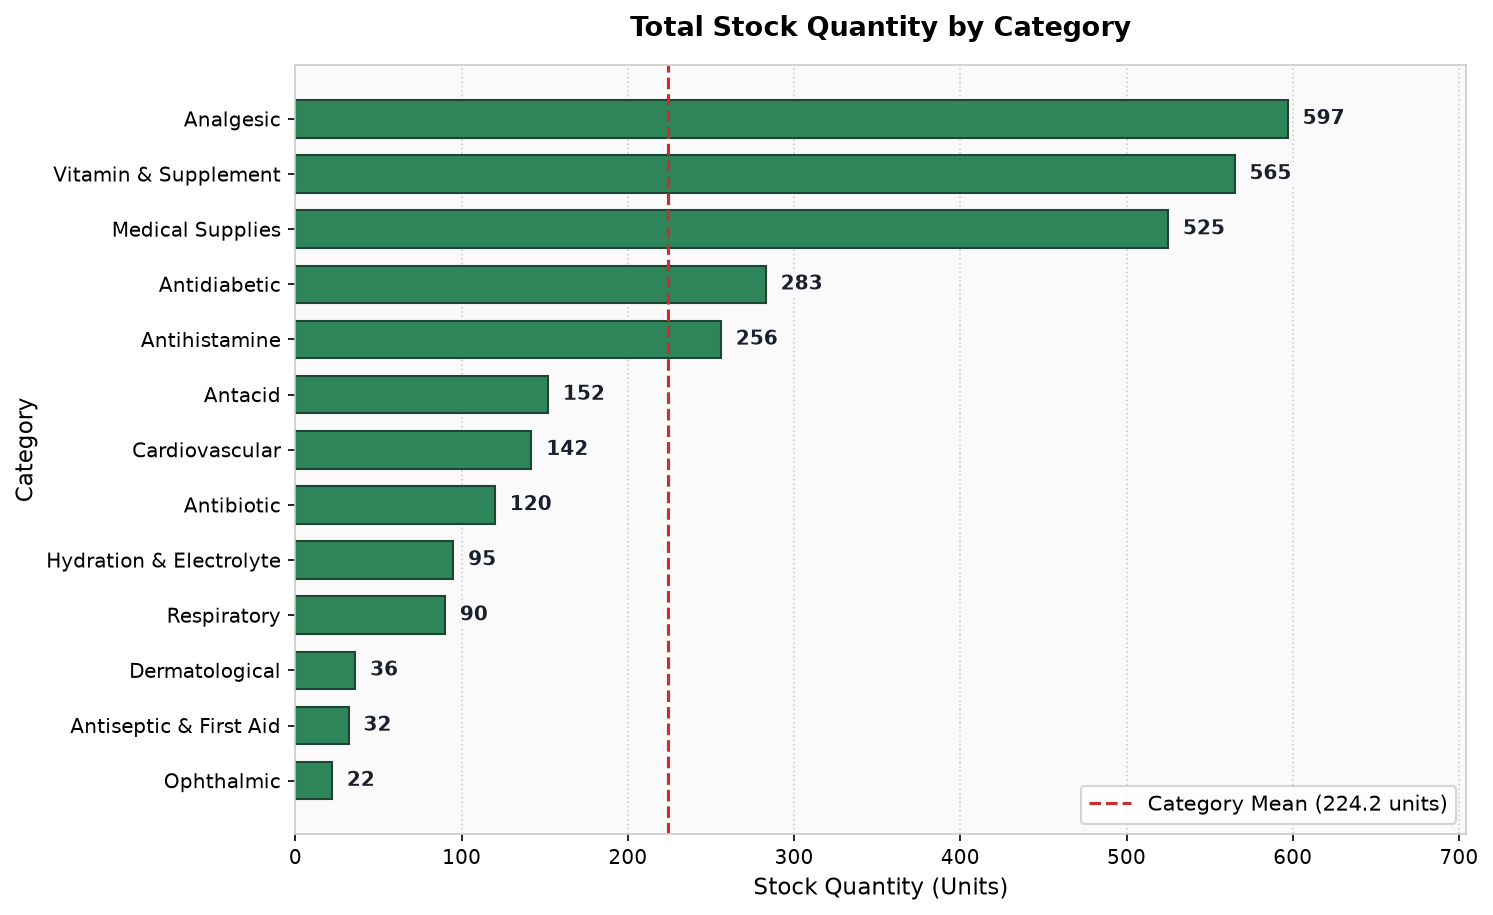 Total Stock Quantity by Category
Category
Analgesic 597
Vitamin & Supplement 565
Medical Supplies 525
Antidiabetic 283
Antihistamine 256
Antacid 152
Cardiovascular 142
Antibiotic 120
Hydration & Electrolyte 95
Respiratory 90
Dermatological 36
Antiseptic & First Aid 32
Ophthalmic 22
Category Mean (224.2 units)
0 100 200 300 400 500 600 700
Stock Quantity (Units)